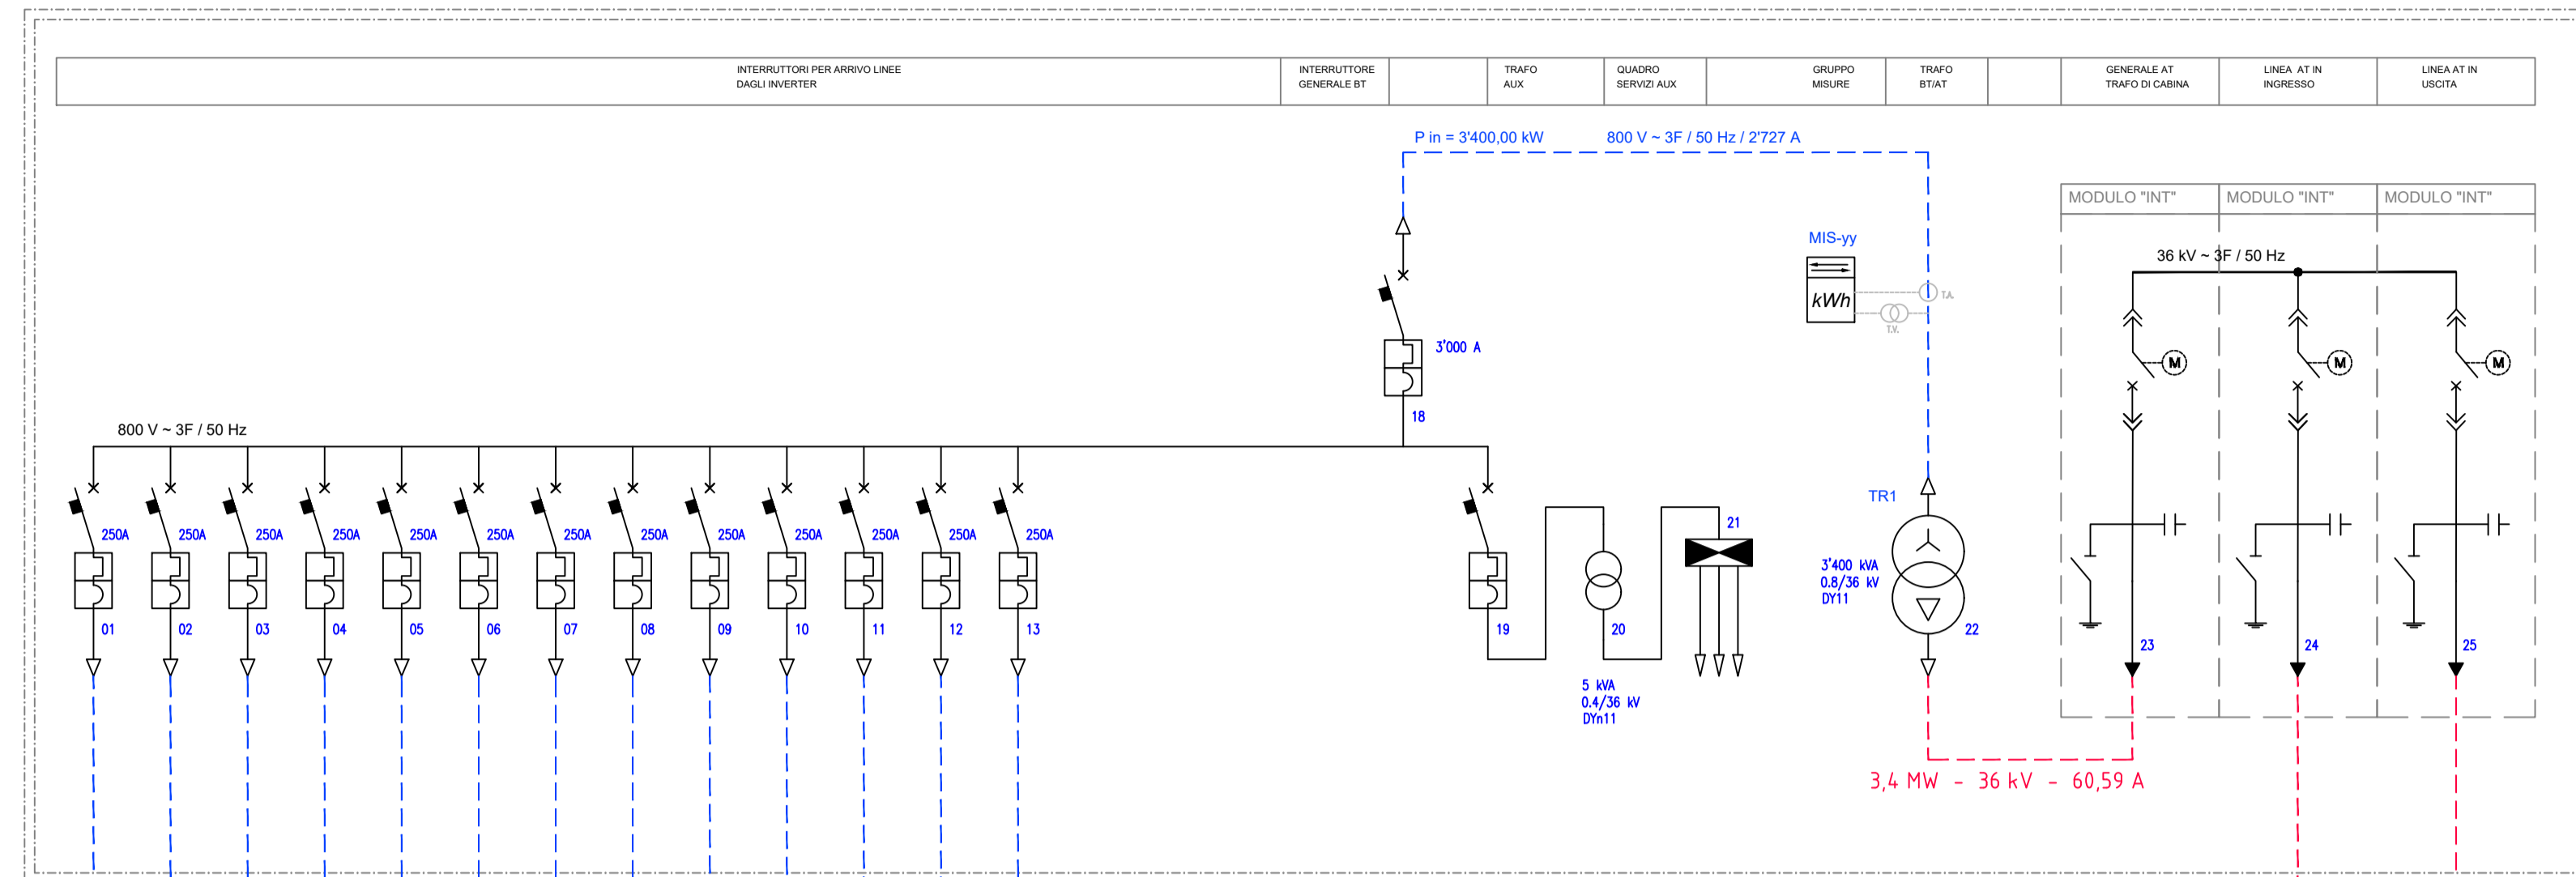 INTERRUTTORI PER ARRIVO LINEE
DAGLI INVERTER
INTERRUTTORE
GENERALE BT
TRAFO
AUX
QUADRO
SERVIZI AUX
GRUPPO
MISURE
TRAFO
BT/AT
GENERALE AT
TRAFO DI CABINA
LINEA AT IN
INGRESSO
LINEA AT IN
USCITA
P in = 3'400,00 kW
800 V ~ 3F / 50 Hz / 2'727 A
MODULO "INT"
MODULO "INT"
MODULO "INT"
MIS-yy
kWh
T.A.
T.V.
36 kV ~ 3F / 50 Hz
M
M
M
3'000 A
18
800 V ~ 3F / 50 Hz
250A
250A
250A
250A
250A
250A
250A
250A
250A
250A
250A
250A
250A
01
02
03
04
05
06
07
08
09
10
11
12
13
19
20
21
5 kVA
0.4/36 kV
DYn11
TR1
3'400 kVA
0.8/36 kV
DY11
22
23
24
25
3,4 MW - 36 kV - 60,59 A